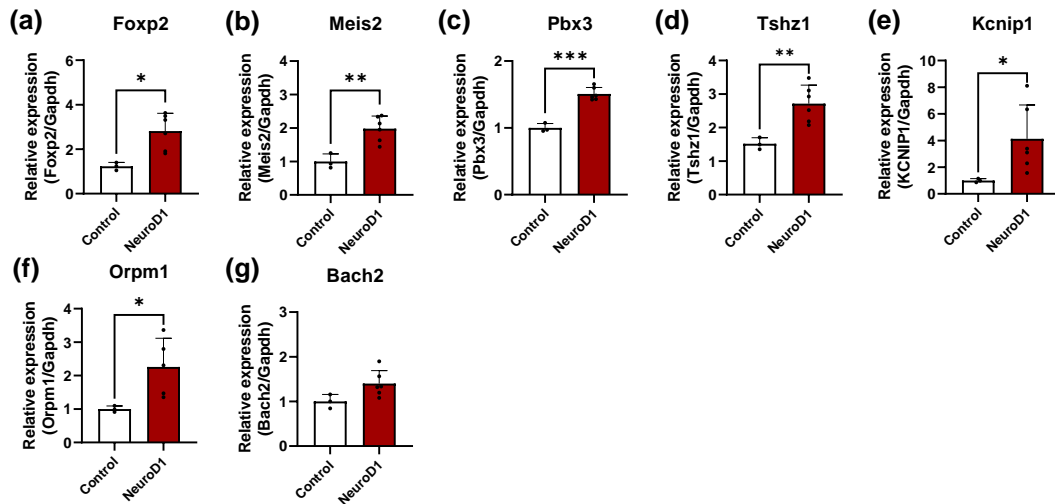 (a)
Foxp2
Relative expression
(Foxp2/Gapdh)
6
4
2
0
*
Control
NeuroD1
(b)
Meis2
Relative expression
(Meis2/Gapdh)
4
3
2
1
0
**
Control
NeuroD1
(c)
Pbx3
Relative expression
(Pbx3/Gapdh)
2.0
1.5
1.0
0.5
0.0
***
Control
NeuroD1
(d)
Tshz1
Relative expression
(Tshz1/Gapdh)
4
3
2
1
0
**
Control
NeuroD1
(e)
Kcnip1
Relative expression
(KCNIP1/Gapdh)
10
8
6
4
2
0
*
Control
NeuroD1
(f)
Orpm1
Relative expression
(Orpm1/Gapdh)
4
3
2
1
0
*
Control
NeuroD1
(g)
Bach2
Relative expression
(Bach2/Gapdh)
3
2
1
0
Control
NeuroD1